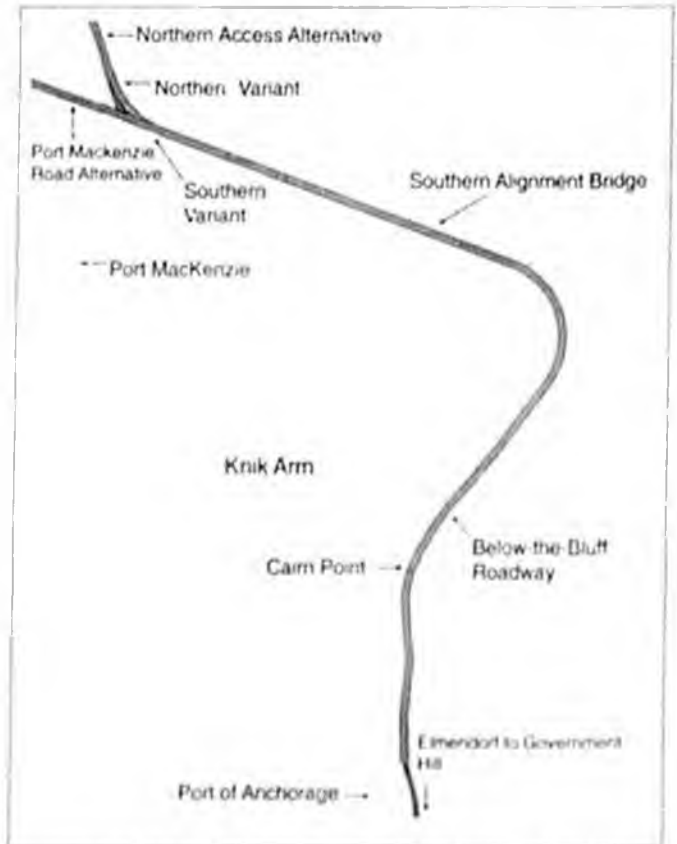 Northern Access Alternative
Northen Variant
Port Mackenzie
Road Alternative
Southern
Variant
Southern Alignment Bridge
Port MacKenzie
Knik Arm
Below-the-Bluff
Roadway
Cairn Point
Elmendorf to Government
Hill
Port of Anchorage